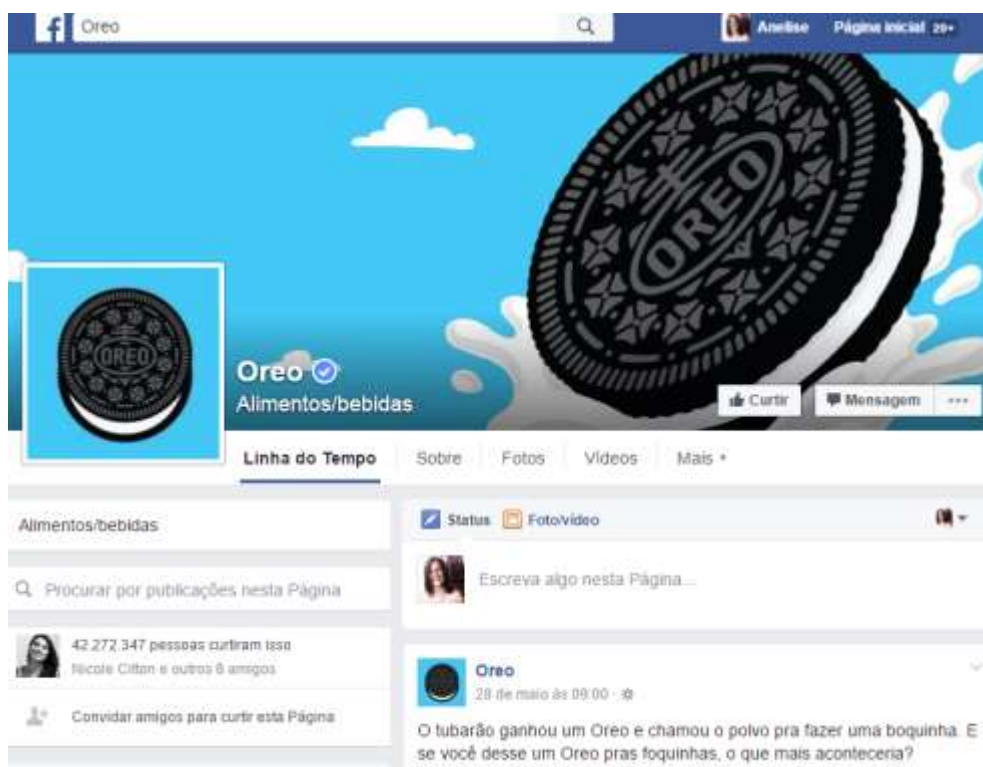 Oreo
Anelise Página inicial 20+
OREO
OREO
Oreo
Alimentos/bebidas
Curtir Mensagem
Linha do Tempo Sobre Fotos Vídeos Mais
Alimentos/bebidas
Status Foto/vídeo
Procurar por publicações nesta Página
Escreva algo nesta Página...
42.272.347 pessoas curtiram isso
Nicole Citton e outros 6 amigos
Convidar amigos para curtir esta Página
Oreo
28 de maio às 09:00 ·
O tubarão ganhou um Oreo e chamou o polvo pra fazer uma boquinha. E
se você desse um Oreo pras foquinhas, o que mais aconteceria?